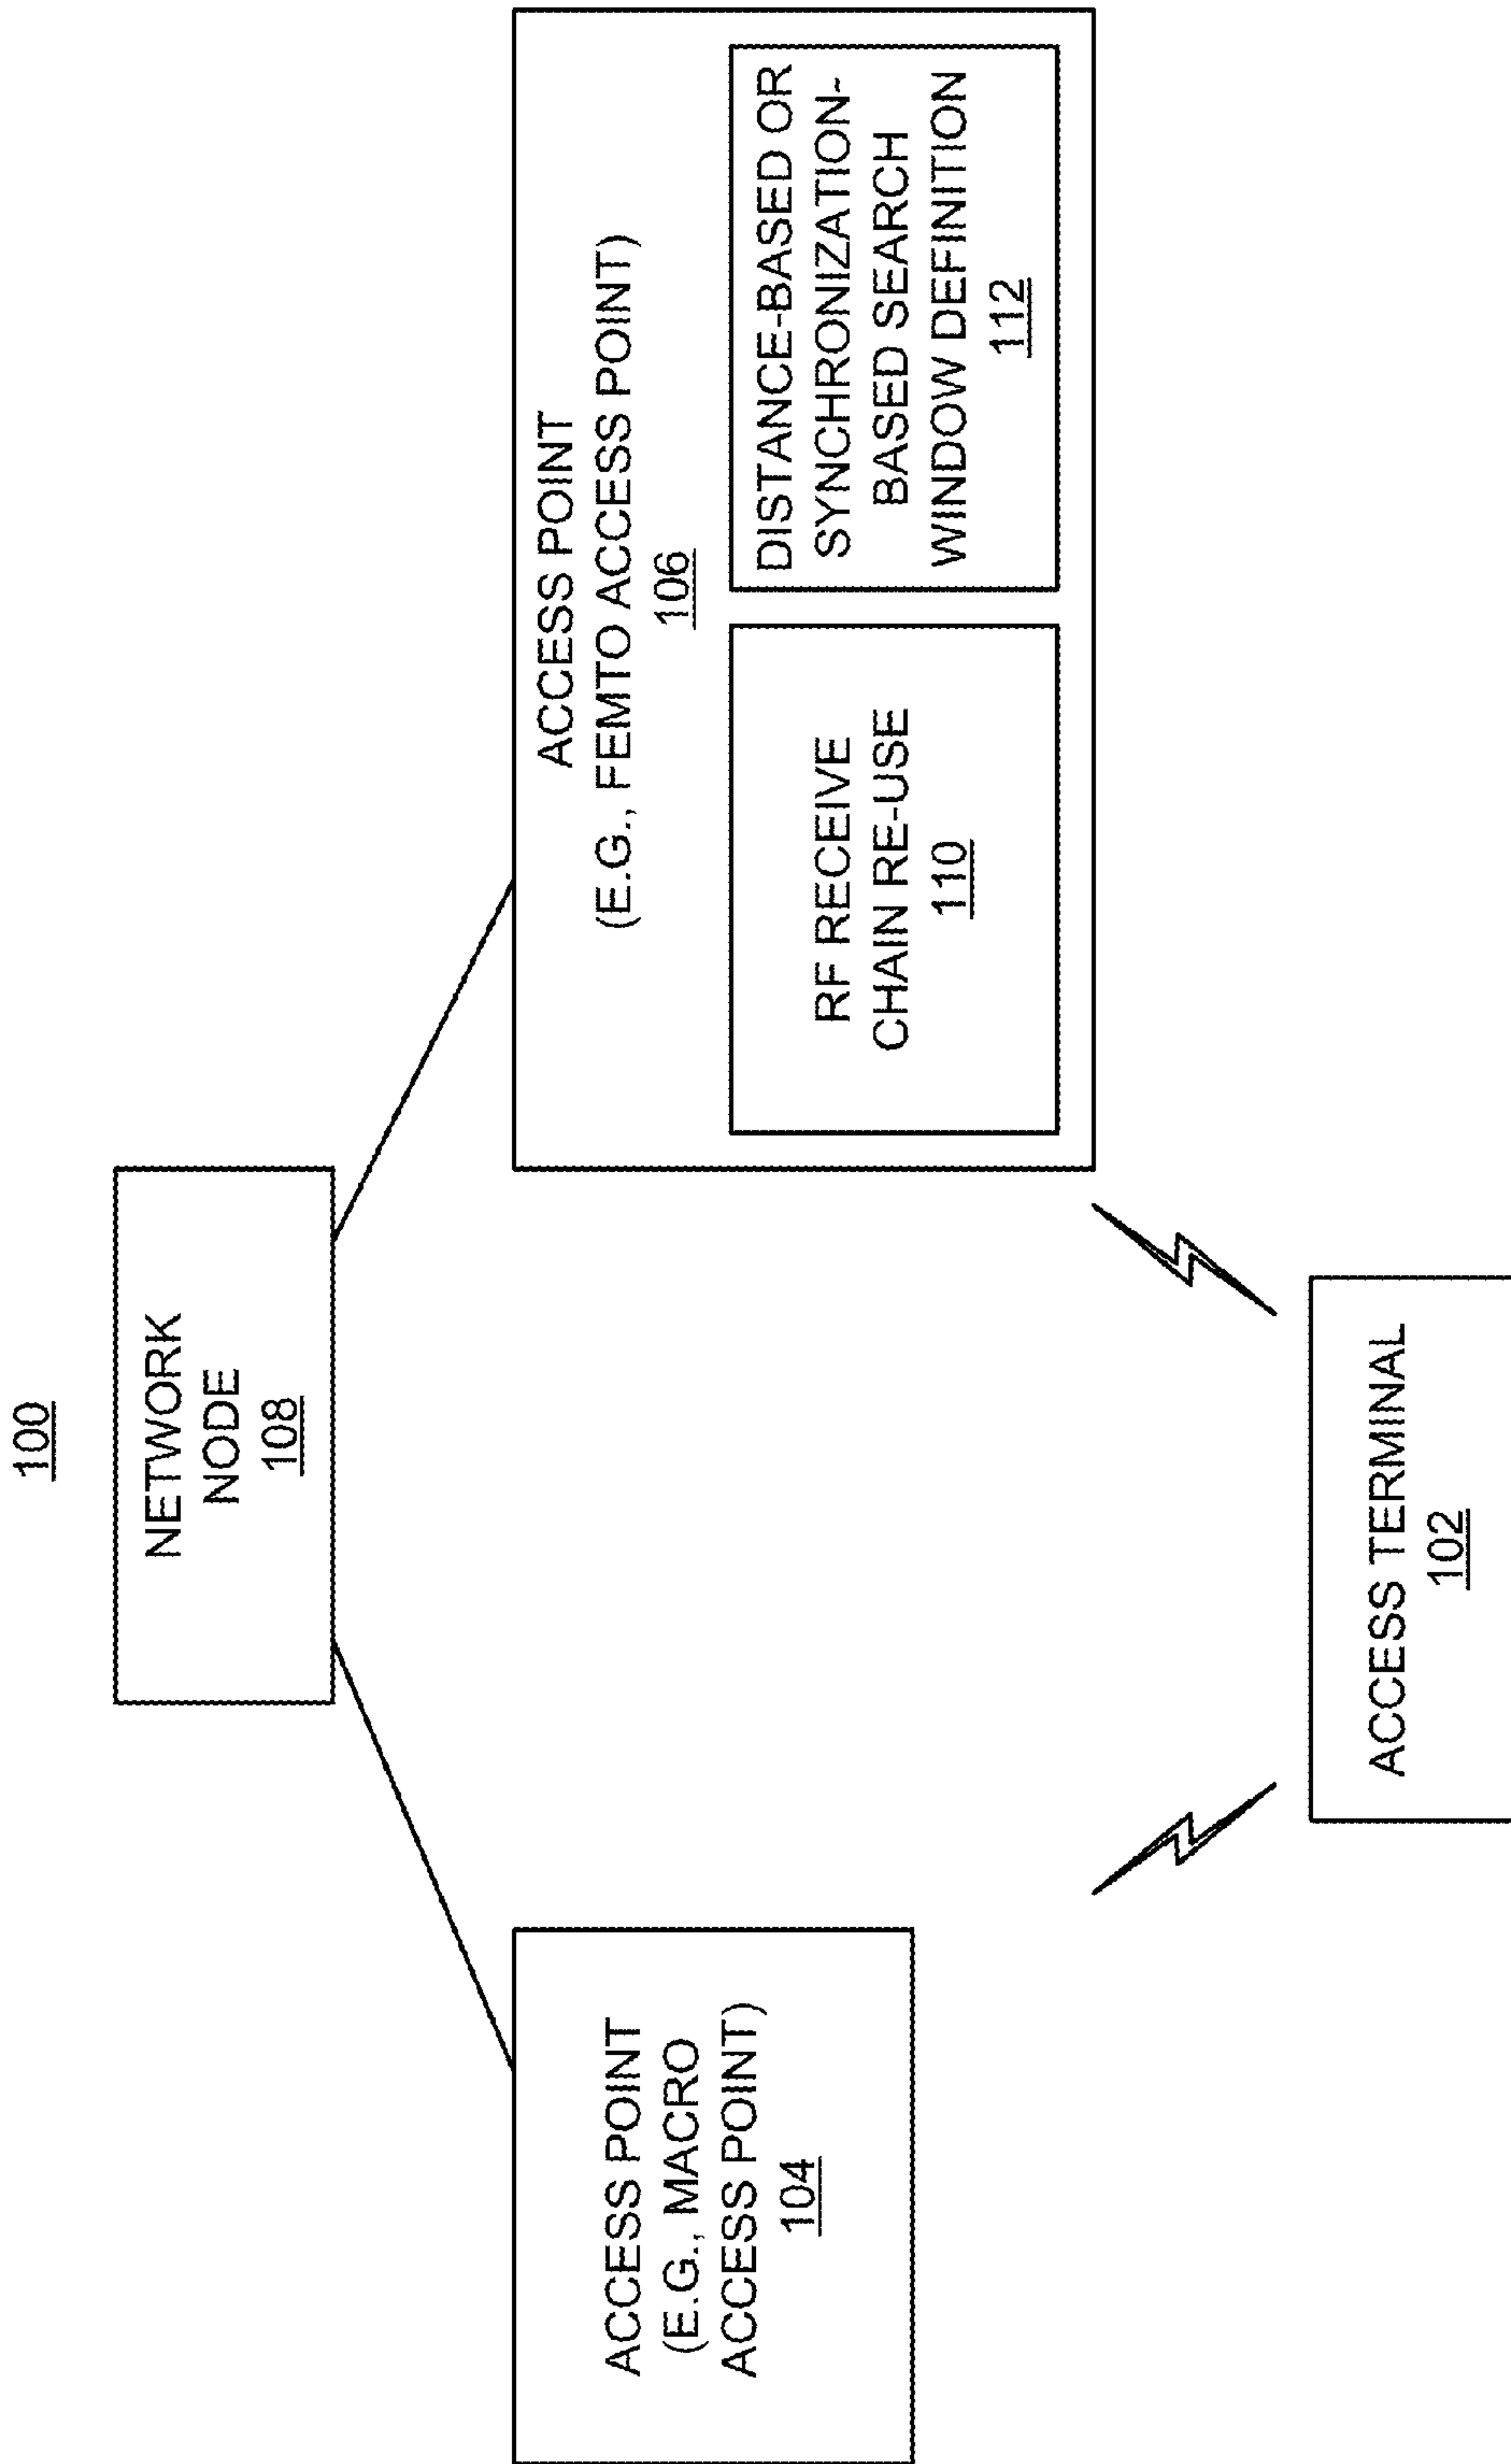 100
NETWORK
NODE
108
ACCESS POINT
(E.G., MACRO
ACCESS POINT)
104
ACCESS POINT
(E.G., FEMTO ACCESS POINT)
106
RF RECEIVE
CHAIN RE-USE
110
DISTANCE-BASED OR
SYNCHRONIZATION-
BASED SEARCH
WINDOW DEFINITION
112
ACCESS TERMINAL
102